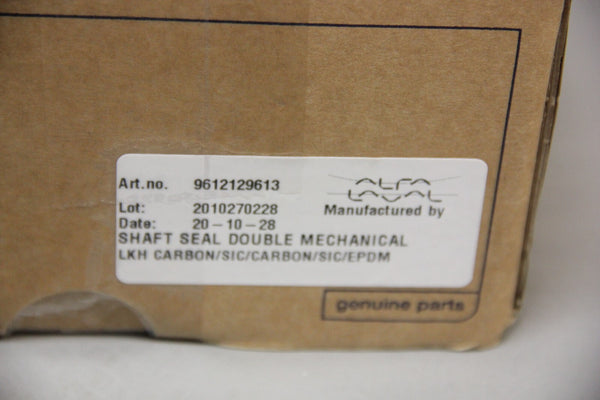 Art.no. 9612129613
ALFA
LAVAL
Lot: 2010270228
Manufactured by
Date: 20-10-28
SHAFT SEAL DOUBLE MECHANICAL
LKH CARBON/SIC/CARBON/SIC/EPDM
genuine parts